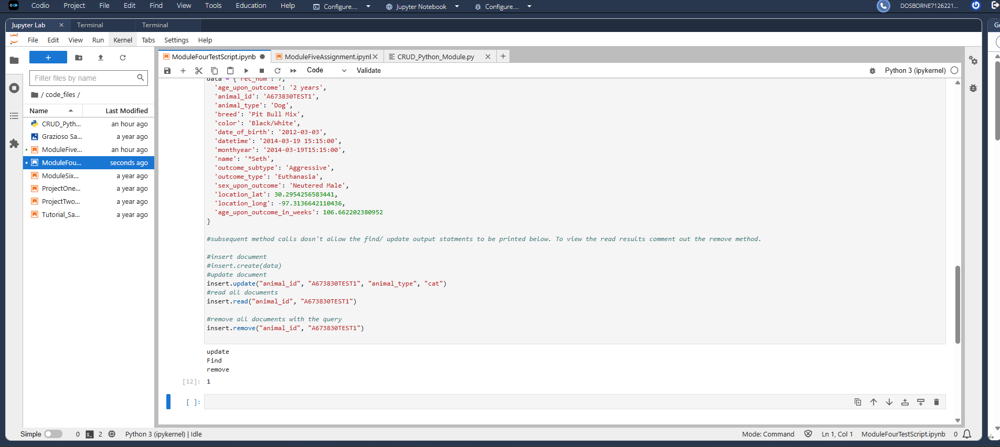 Codio Project File Edit Find View Tools Education Help Configure.... Jupyter Notebook Configure.... DOSBORNE7126221...
Jupyter Lab Terminal Terminal
File Edit View Run Kernel Tabs Settings Help
ModuleFourTestScript.ipynb ModuleFiveAssignment.ipynl CRUD_Python_Module.py
Code Validate Python 3 (ipykernel)
Filter files by name
/ code_files /
Name Last Modified
CRUD_Pyth... an hour ago
Grazioso Sa... a year ago
ModuleFive... an hour ago
ModuleFou... seconds ago
ModuleSix... a year ago
ProjectOne... a year ago
ProjectTwo... a year ago
Tutorial_Sa... a year ago
data = { 'rec_num': 7,
'age_upon_outcome': '2 years',
'animal_id': 'A673830TEST1',
'animal_type': 'Dog',
'breed': 'Pit Bull Mix',
'color': 'Black/White',
'date_of_birth': '2012-03-03',
'datetime': '2014-03-19 15:15:00',
'monthyear': '2014-03-19T15:15:00',
'name': '*Seth',
'outcome_subtype': 'Aggressive',
'outcome_type': 'Euthanasia',
'sex_upon_outcome': 'Neutered Male',
'location_lat': 30.2954256583441,
'location_long': -97.3136642110436,
'age_upon_outcome_in_weeks': 106.662202380952
}
#subsequent method calls dosn't allow the find/ update output statments to be printed below. To view the read results comment out the remove method.
#insert document
#insert.create(data)
#update document
insert.update("animal_id", "A673830TEST1", "animal_type", "cat")
#read all documents
insert.read("animal_id", "A673830TEST1")
#remove all documents with the query
insert.remove("animal_id", "A673830TEST1")
update
Find
remove
[12]: 1
[ ]:
Simple 0 2 Python 3 (ipykernel) | Idle Mode: Command Ln 1, Col 1 ModuleFourTestScript.ipynb 0